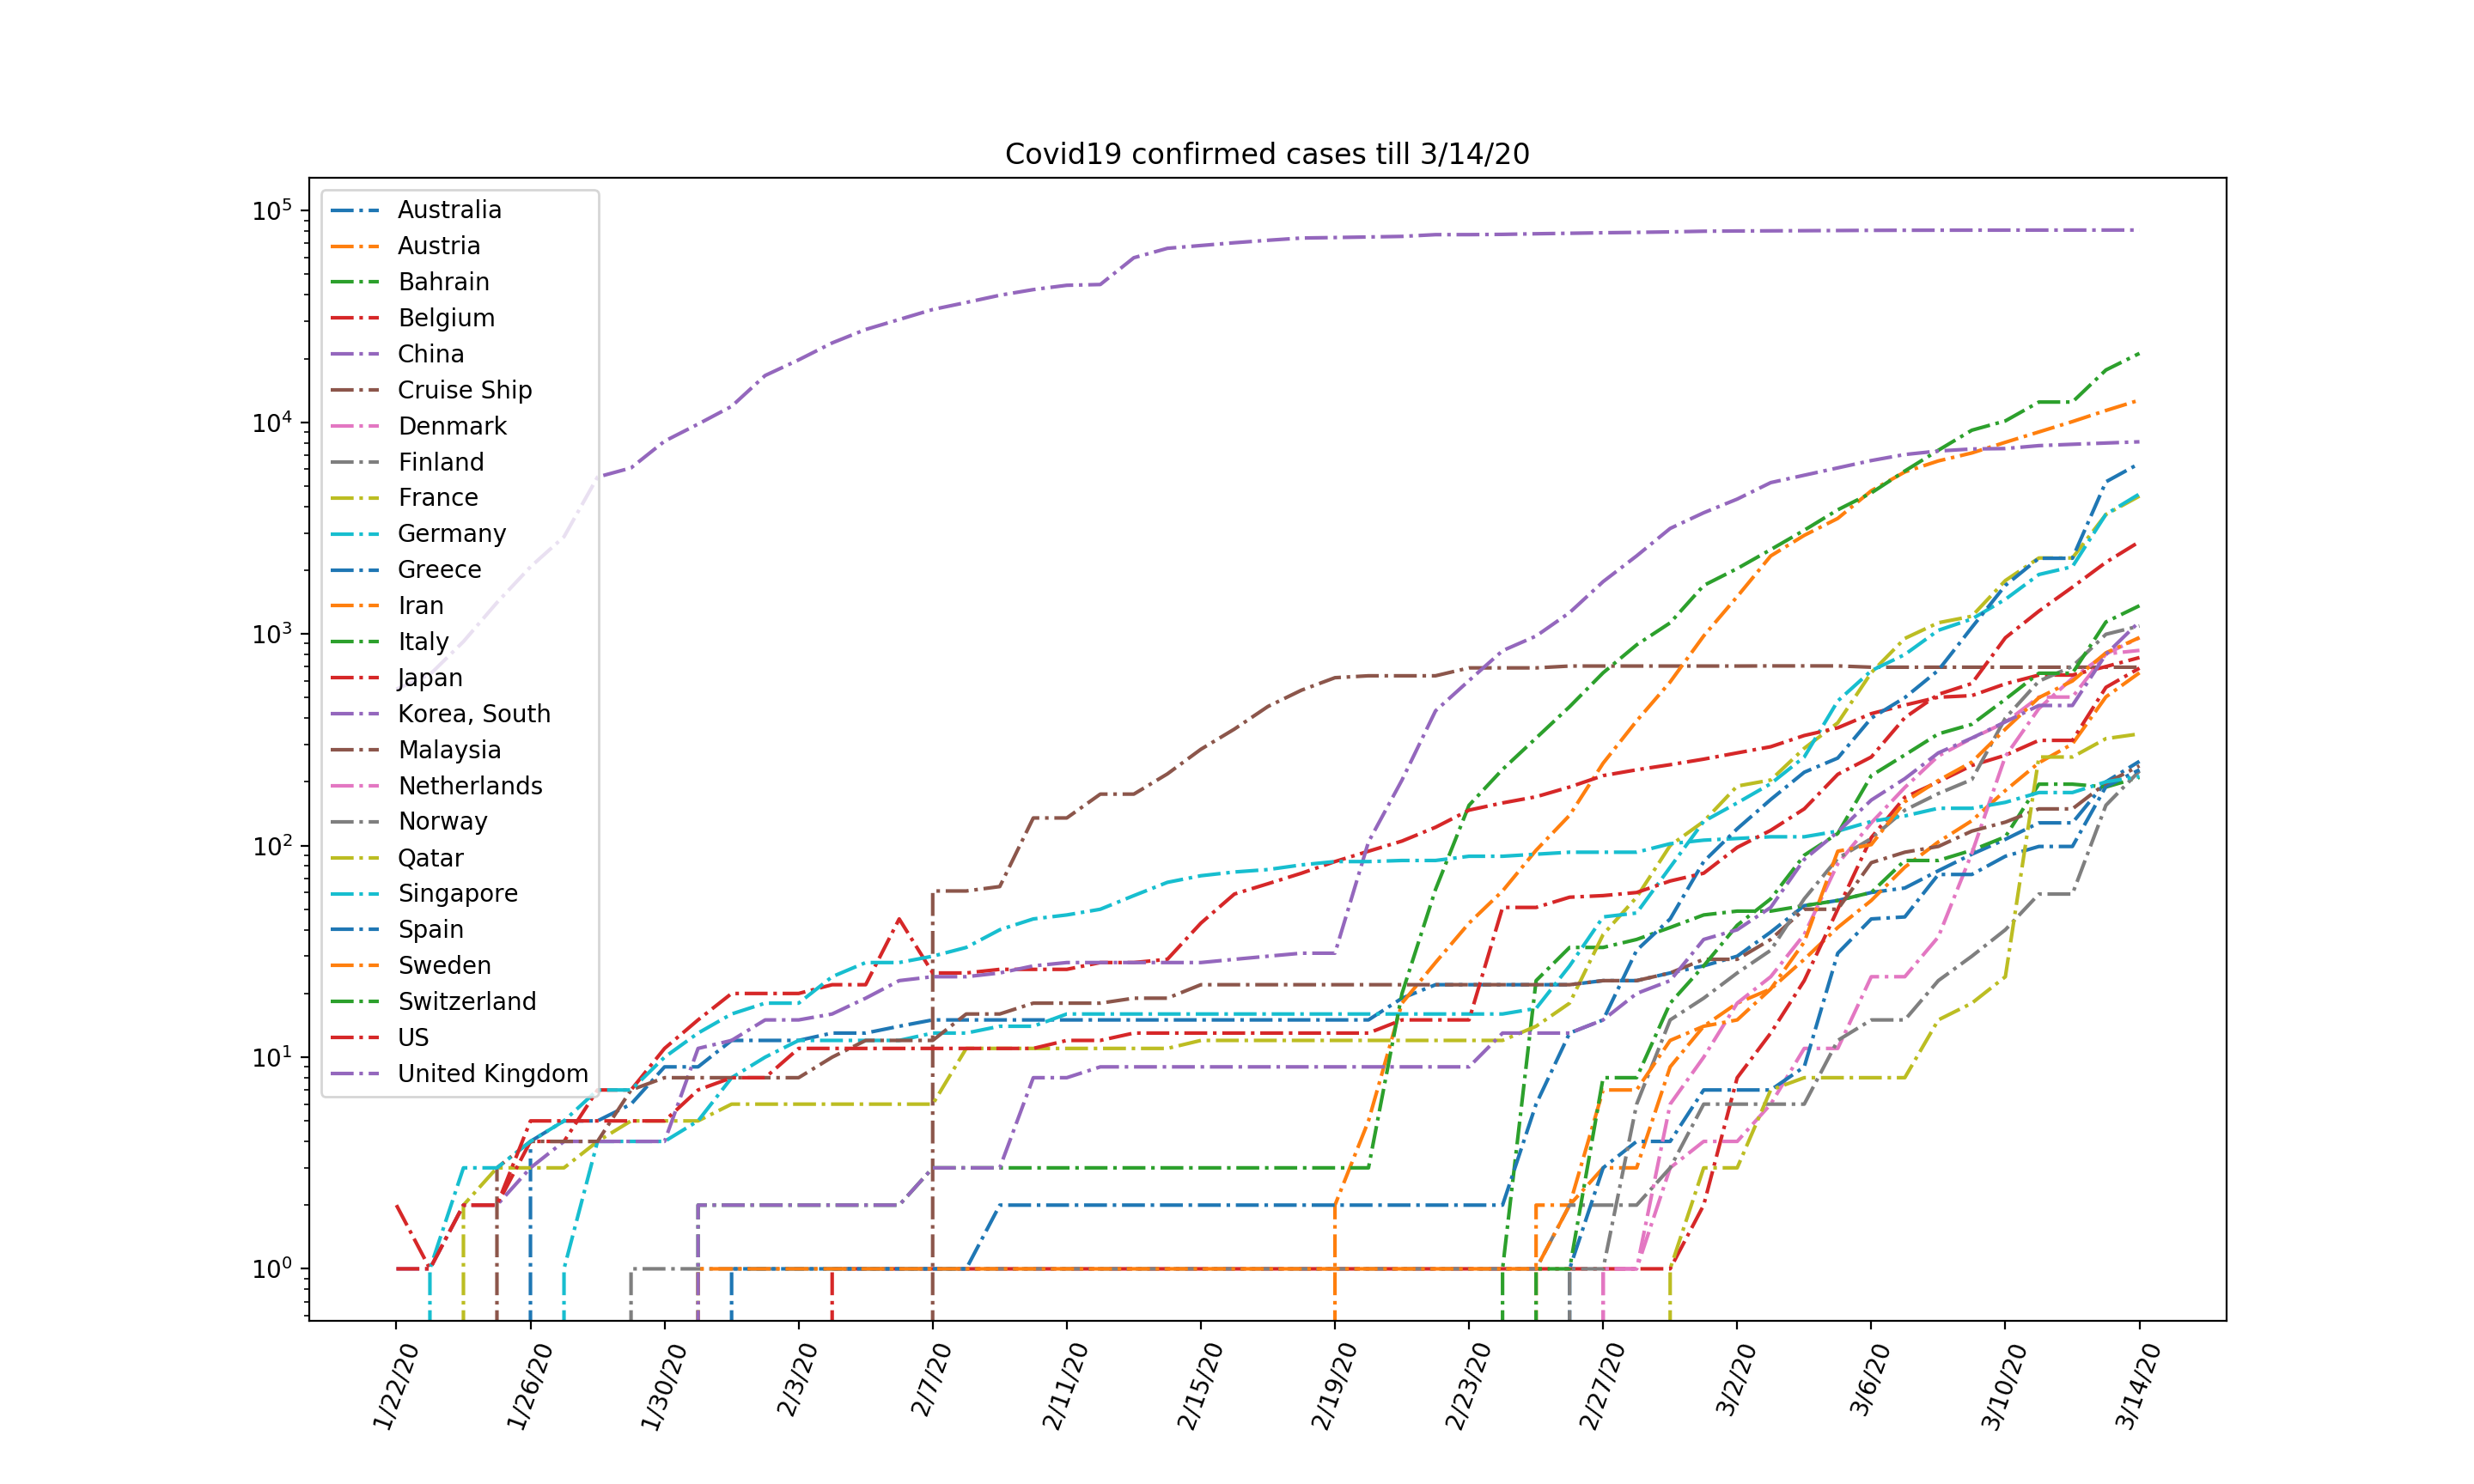 Covid19 confirmed cases till 3/14/20
10^5
10^4
10^3
10^2
10^1
10^0
Australia
Austria
Bahrain
Belgium
China
Cruise Ship
Denmark
Finland
France
Germany
Greece
Iran
Italy
Japan
Korea, South
Malaysia
Netherlands
Norway
Qatar
Singapore
Spain
Sweden
Switzerland
US
United Kingdom
1/22/20
1/26/20
1/30/20
2/3/20
2/7/20
2/11/20
2/15/20
2/19/20
2/23/20
2/27/20
3/2/20
3/6/20
3/10/20
3/14/20